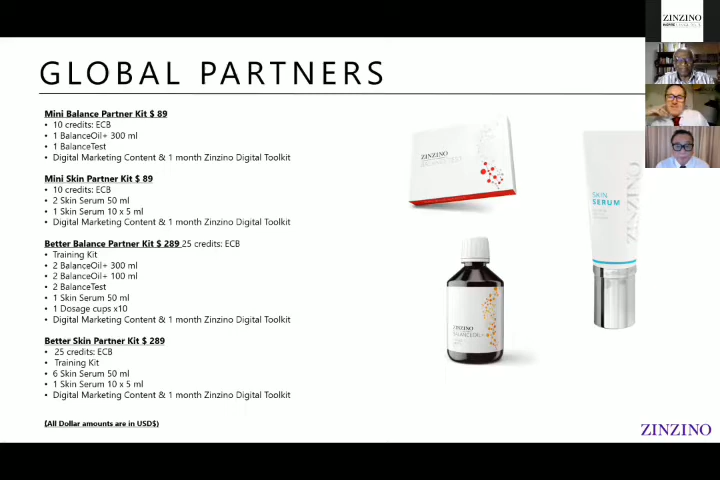 ZINZINO
GLOBAL PARTNERS
Mini Balance Partner Kit $ 89
• 10 credits: ECB
• 1 BalanceOil+ 300 ml
• 1 BalanceTest
• Digital Marketing Content & 1 month Zinzino Digital Toolkit
Mini Skin Partner Kit $ 89
• 10 credits: ECB
• 2 Skin Serum 50 ml
• 1 Skin Serum 10 x 5 ml
• Digital Marketing Content & 1 month Zinzino Digital Toolkit
Better Balance Partner Kit $ 289 25 credits: ECB
• Training Kit
• 2 BalanceOil+ 300 ml
• 2 BalanceOil+ 100 ml
• 2 BalanceTest
• 1 Skin Serum 50 ml
• 1 Dosage cups x10
• Digital Marketing Content & 1 month Zinzino Digital Toolkit
Better Skin Partner Kit $ 289
• 25 credits: ECB
• Training Kit
• 6 Skin Serum 50 ml
• 1 Skin Serum 10 x 5 ml
• Digital Marketing Content & 1 month Zinzino Digital Toolkit
(All Dollar amounts are in USD$)
ZINZINO
ZINZINO
SKIN
SERUM
ZINZINO
BALANCEOIL+
ZINZINO
ZINZINO